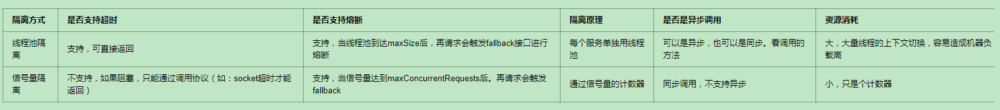 隔离方式 是否支持超时 是否支持熔断 隔离原理 是否是异步调用 资源消耗
线程池隔离 支持，可直接返回 支持，当线程池到达maxSize后，再请求会触发fallback接口进行熔断 每个服务单独用线程池 可以是异步，也可以是同步。看调用的方法 大，大量线程的上下文切换，容易造成机器负载高
信号量隔离 不支持，如果阻塞，只能通过调用协议（如：socket超时才能返回） 支持，当信号量达到maxConcurrentRequests后。再请求会触发fallback 通过信号量的计数器 同步调用，不支持异步 小，只是个计数器